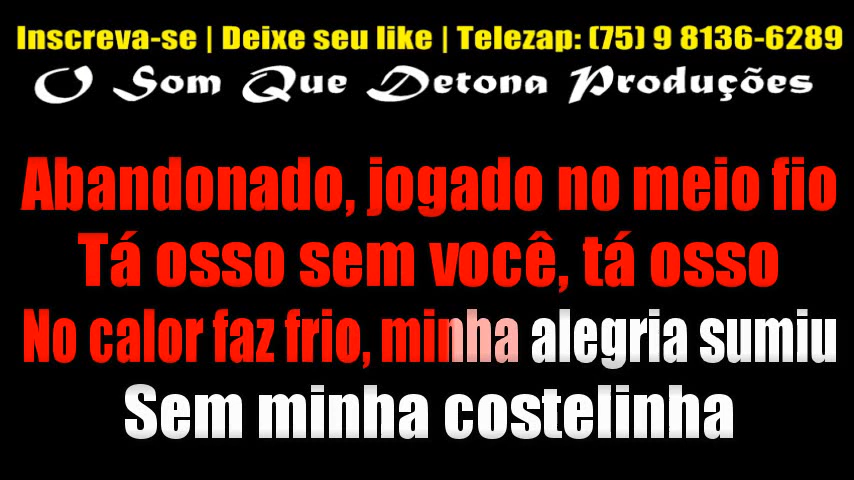 Inscreva-se | Deixe seu like | Telezap: (75) 9 8136-6289
O Som Que Detona Produções
Abandonado, jogado no meio fio
Tá osso sem você, tá osso
No calor faz frio, minha alegria sumiu
Sem minha costelinha